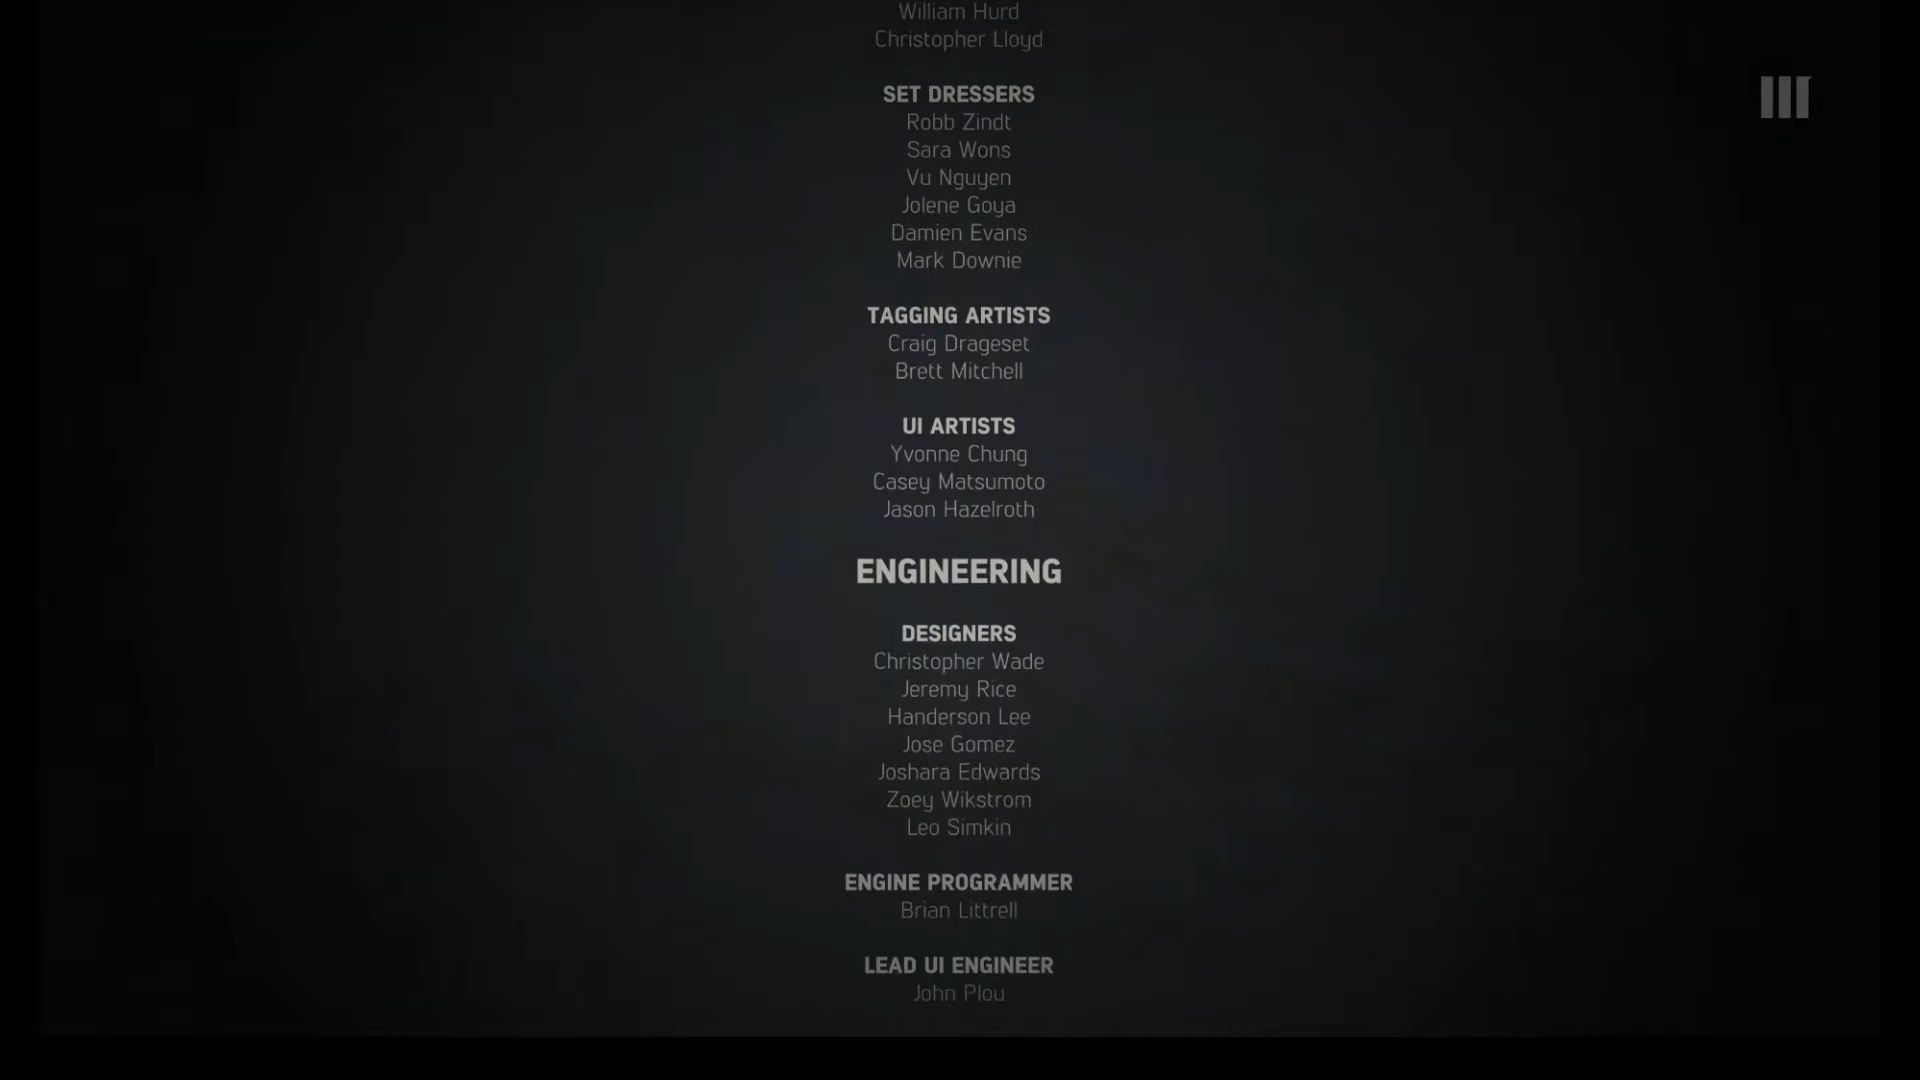 William Hurd
Christopher Lloyd
SET DRESSERS
Robb Zindt
Sara Wons
Vu Nguyen
Jolene Goya
Damien Evans
Mark Downie
TAGGING ARTISTS
Craig Drageset
Brett Mitchell
UI ARTISTS
Yvonne Chung
Casey Matsumoto
Jason Hazelroth
ENGINEERING
DESIGNERS
Christopher Wade
Jeremy Rice
Handerson Lee
Jose Gomez
Joshara Edwards
Zoey Wikstrom
Leo Simkin
ENGINE PROGRAMMER
Brian Littrell
LEAD UI ENGINEER
John Plou